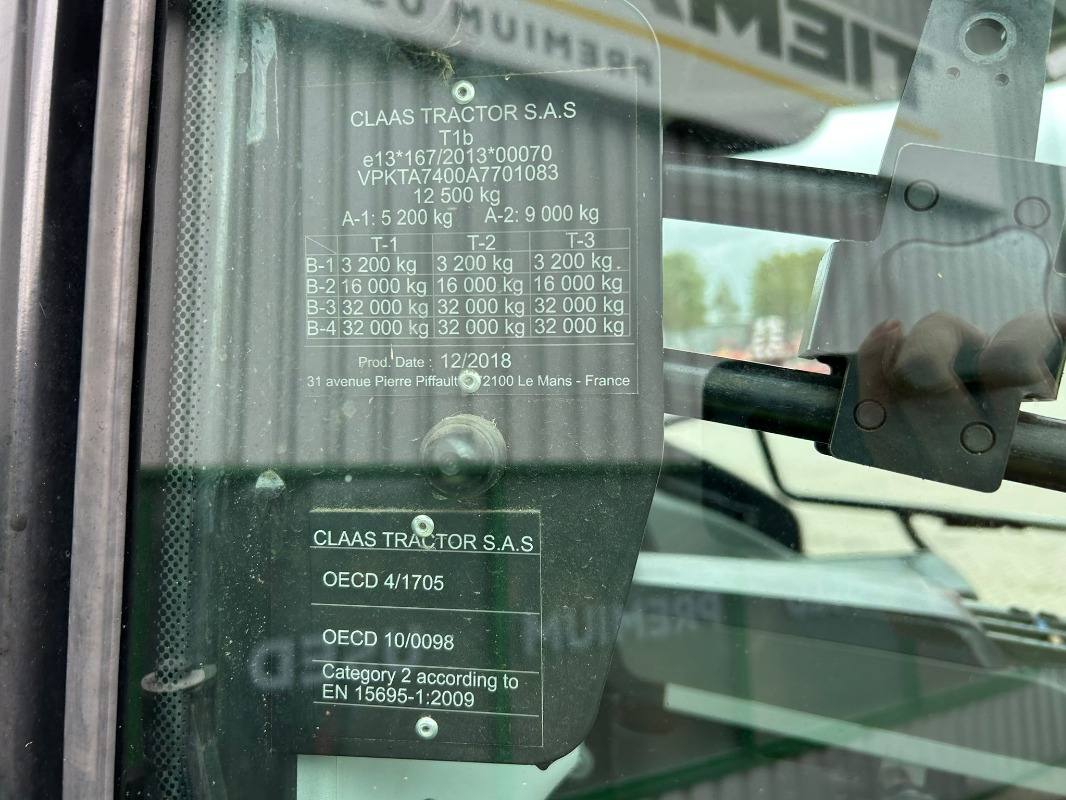 CLAAS TRACTOR S.A.S
T1b
e13*167/2013*00070
VPKTA7400A7701083
12 500 kg
A-1: 5 200 kg A-2: 9 000 kg
T-1 T-2 T-3
B-1 3 200 kg 3 200 kg 3 200 kg
B-2 16 000 kg 16 000 kg 16 000 kg
B-3 32 000 kg 32 000 kg 32 000 kg
B-4 32 000 kg 32 000 kg 32 000 kg
Prod. Date : 12/2018
31 avenue Pierre Piffault 72100 Le Mans - France
CLAAS TRACTOR S.A.S
OECD 4/1705
OECD 10/0098
Category 2 according to
EN 15695-1:2009
PREMIUM
PREMIUM